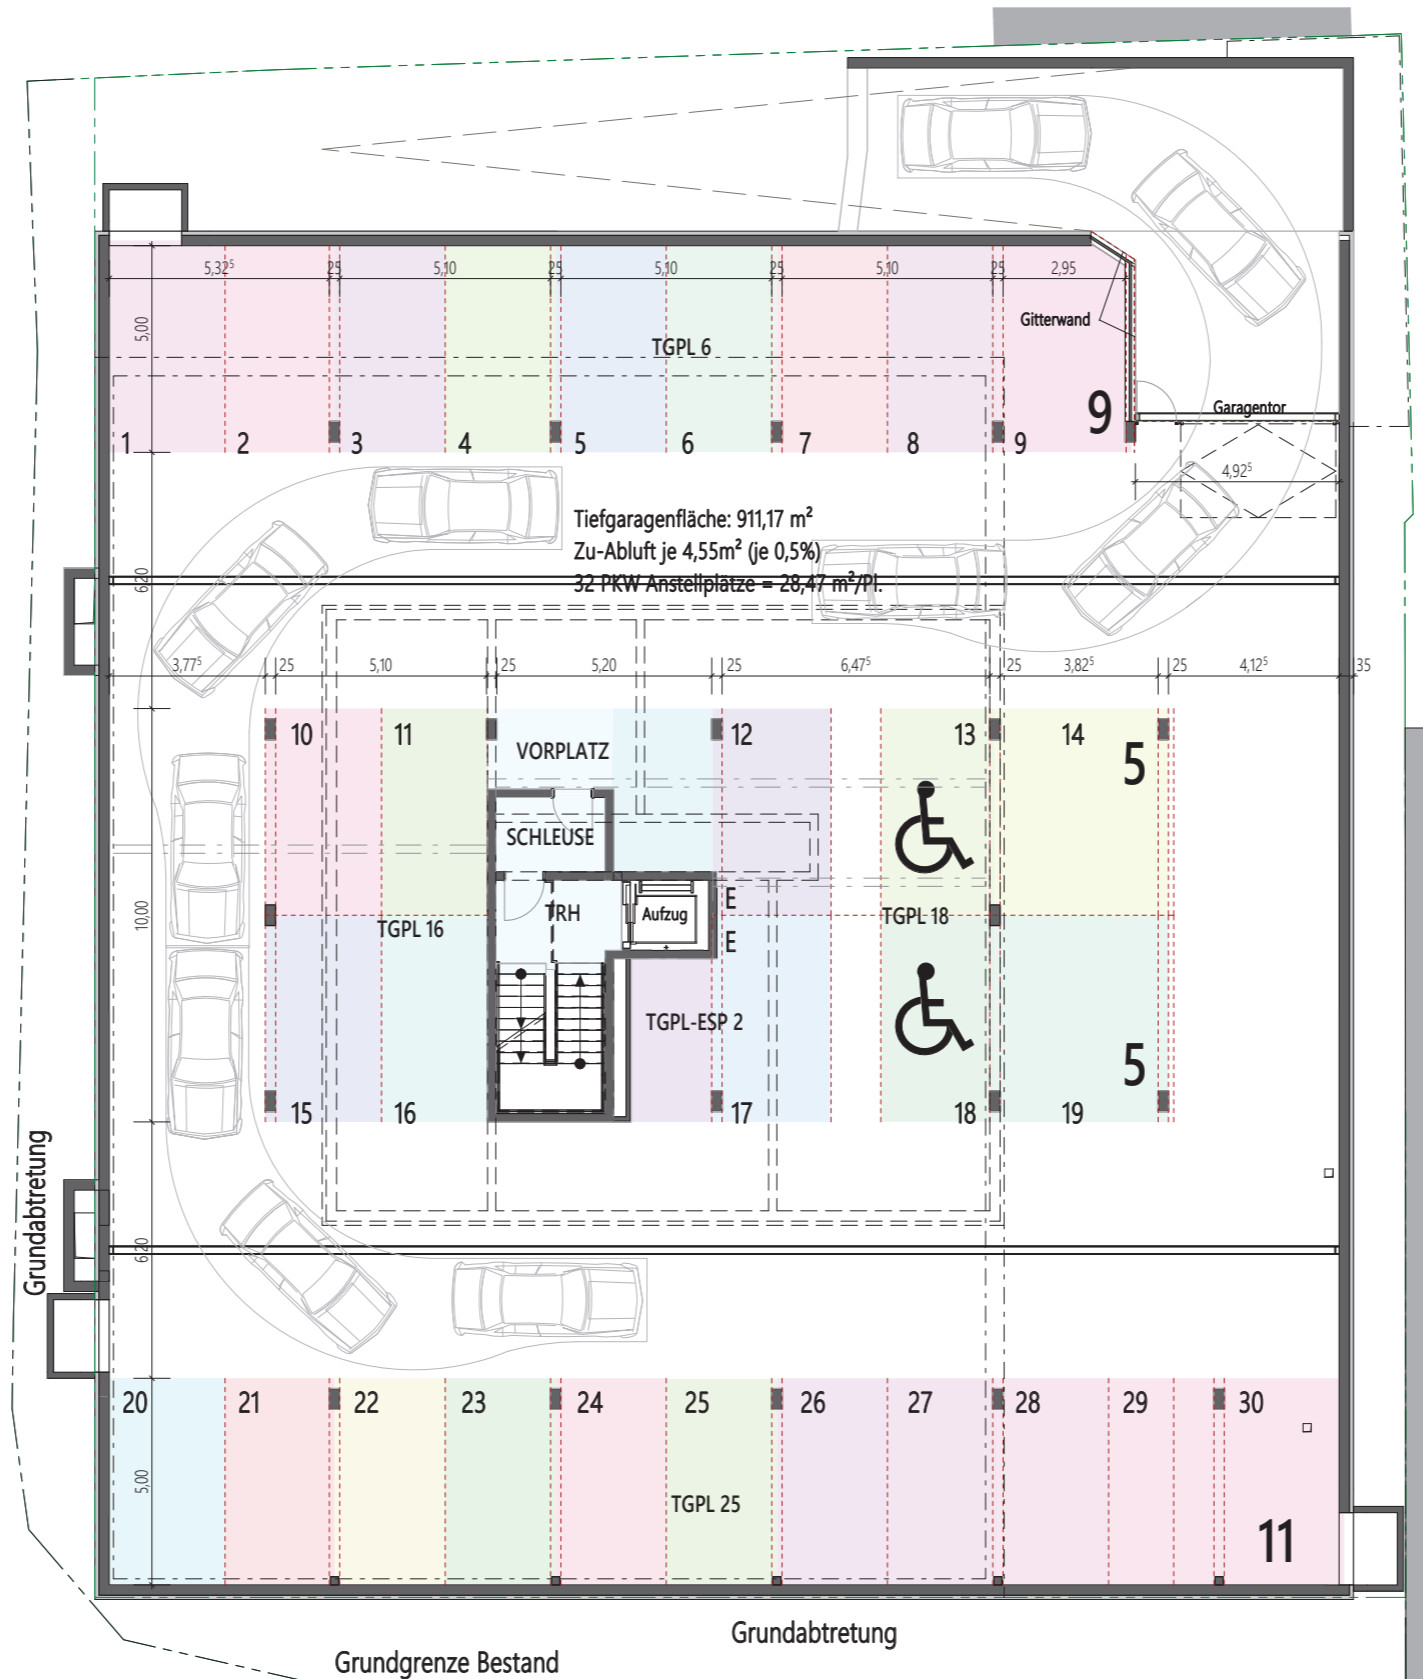 5,32⁵ 25 5,10 25 5,10 25 5,10 25 2,95
5,00
Gitterwand
TGPL 6
Garagentor
1 2 3 4 5 6 7 8 9 9
4,92⁵
Tiefgaragenfläche: 911,17 m²
Zu-Abluft je 4,55m² (je 0,5%)
32 PKW Anstellplätze = 28,47 m²/Pl.
6,20
3,77⁵ 25 5,10 25 5,20 25 6,47⁵ 25 3,82⁵ 25 4,12⁵ 35
10 11 12 13 14
VORPLATZ
5
SCHLEUSE
E
10,00
TGPL 16
TRH
Aufzug
TGPL 18
E
TGPL-ESP 2
5
15 16 17 18 19
Grundabtretung
6,20
20 21 22 23 24 25 26 27 28 29 30
5,00
TGPL 25
11
Grundabtretung
Grundgrenze Bestand